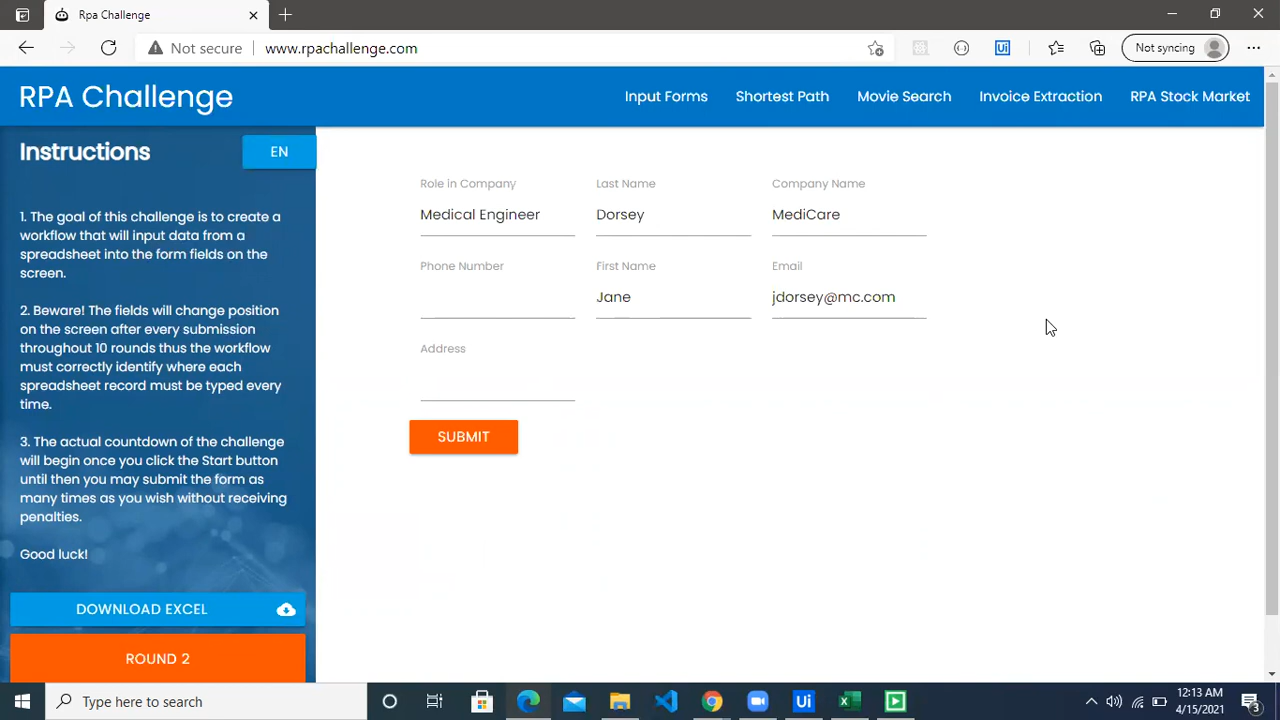 RPA Challenge
Not secure
www.rpachallenge.com
Not syncing
RPA Challenge
Input Forms
Shortest Path
Movie Search
Invoice Extraction
RPA Stock Market
Instructions
EN
1. The goal of this challenge is to create a
workflow that will input data from a
spreadsheet into the form fields on the
screen.
2. Beware! The fields will change position
on the screen after every submission
throughout 10 rounds thus the workflow
must correctly identify where each
spreadsheet record must be typed every
time.
3. The actual countdown of the challenge
will begin once you click the Start button
until then you may submit the form as
many times as you wish without receiving
penalties.
Good luck!
DOWNLOAD EXCEL
ROUND 2
Role in Company
Last Name
Company Name
Medical Engineer
Dorsey
MediCare
Phone Number
First Name
Email
Jane
jdorsey@mc.com
Address
SUBMIT
Type here to search
12:13 AM
4/15/2021
3